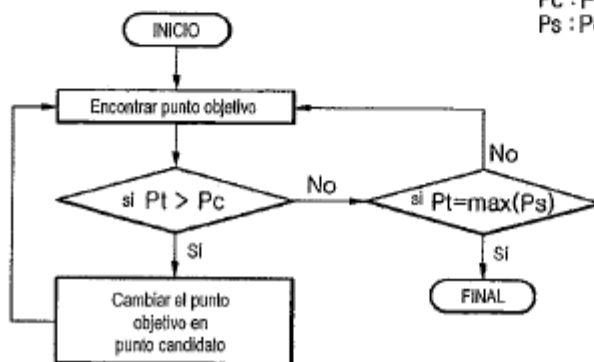 Pc : P
Ps : P
INICIO
Encontrar punto objetivo
si Pt > Pc
No
Sí
Cambiar el punto
objetivo en
punto candidato
si Pt=max(Ps)
No
Sí
FINAL